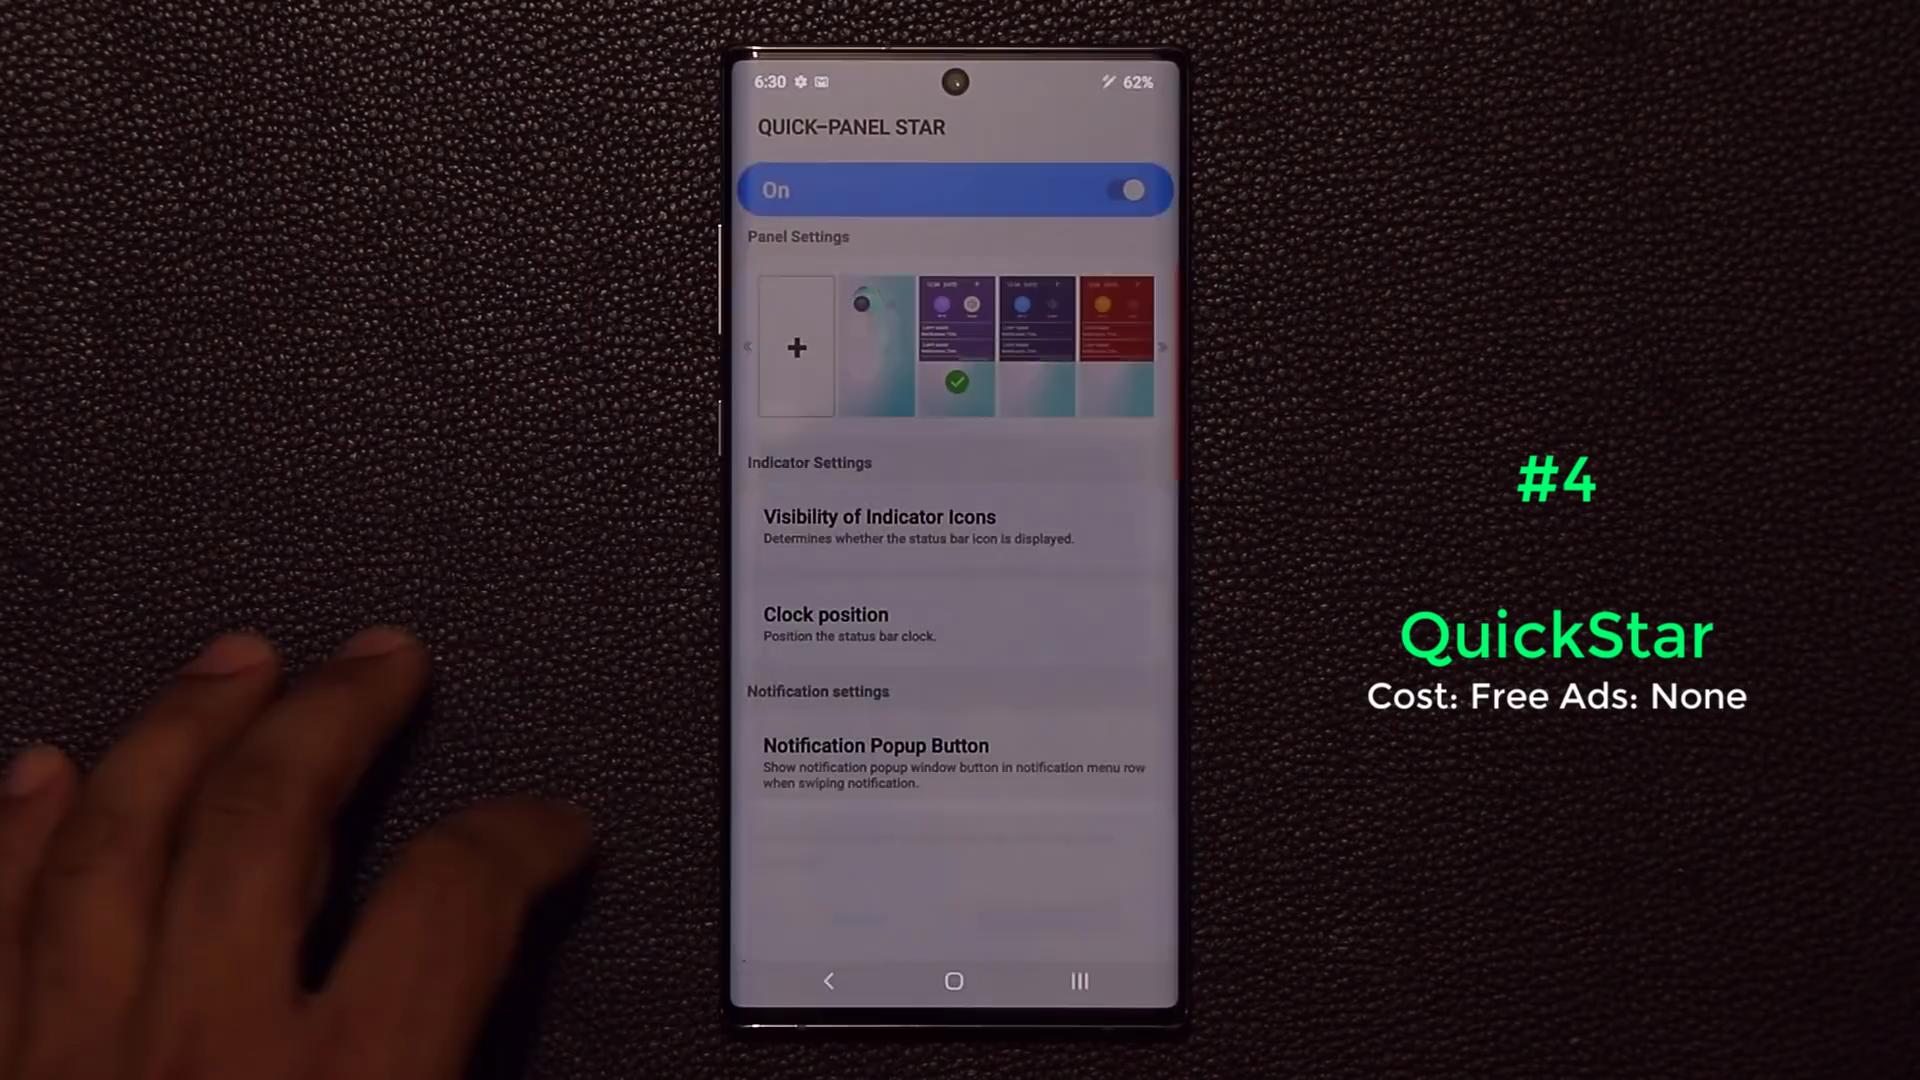 6:30
62%
QUICK-PANEL STAR
On
Panel Settings
+
Indicator Settings
Visibility of Indicator Icons
Determines whether the status bar icon is displayed.
Clock position
Position the status bar clock.
Notification settings
Notification Popup Button
Show notification popup window button in notification menu row
when swiping notification.
#4
QuickStar
Cost: Free Ads: None